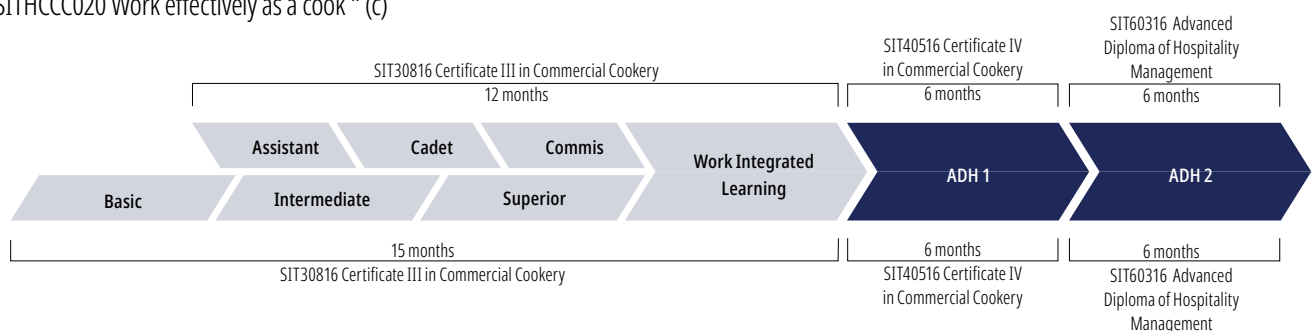 SITHCCC020 Work effectively as a cook " (c)
SIT30816 Certificate III in Commercial Cookery
12 months
SIT40516 Certificate IV
in Commercial Cookery
6 months
SIT60316 Advanced
Diploma of Hospitality
Management
6 months
Assistant
Cadet
Commis
Work Integrated
Learning
ADH 1
ADH 2
Basic
Intermediate
Superior
15 months
SIT30816 Certificate III in Commercial Cookery
6 months
SIT40516 Certificate IV
in Commercial Cookery
6 months
SIT60316 Advanced
Diploma of Hospitality
Management